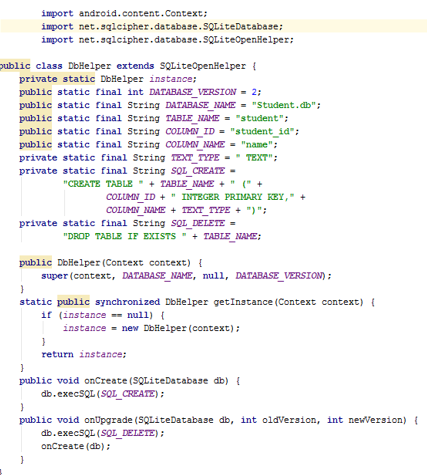 import android.content.Context;
import net.sqlcipher.database.SQLiteDatabase;
import net.sqlcipher.database.SQLiteOpenHelper;
public class DbHelper extends SQLiteOpenHelper {
private static DbHelper instance;
public static final int DATABASE_VERSION = 2;
public static final String DATABASE_NAME = "Student.db";
public static final String TABLE_NAME = "student";
public static final String COLUMN_ID = "student_id";
public static final String COLUMN_NAME = "name";
private static final String TEXT_TYPE = " TEXT";
private static final String SQL_CREATE =
"CREATE TABLE " + TABLE_NAME + " (" +
COLUMN_ID + " INTEGER PRIMARY KEY," +
COLUMN_NAME + TEXT_TYPE + ")";
private static final String SQL_DELETE =
"DROP TABLE IF EXISTS " + TABLE_NAME;
public DbHelper(Context context) {
super(context, DATABASE_NAME, null, DATABASE_VERSION);
}
static public synchronized DbHelper getInstance(Context context) {
if (instance == null) {
instance = new DbHelper(context);
}
return instance;
}
public void onCreate(SQLiteDatabase db) {
db.execSQL(SQL_CREATE);
}
public void onUpgrade(SQLiteDatabase db, int oldVersion, int newVersion) {
db.execSQL(SQL_DELETE);
onCreate(db);
}
}